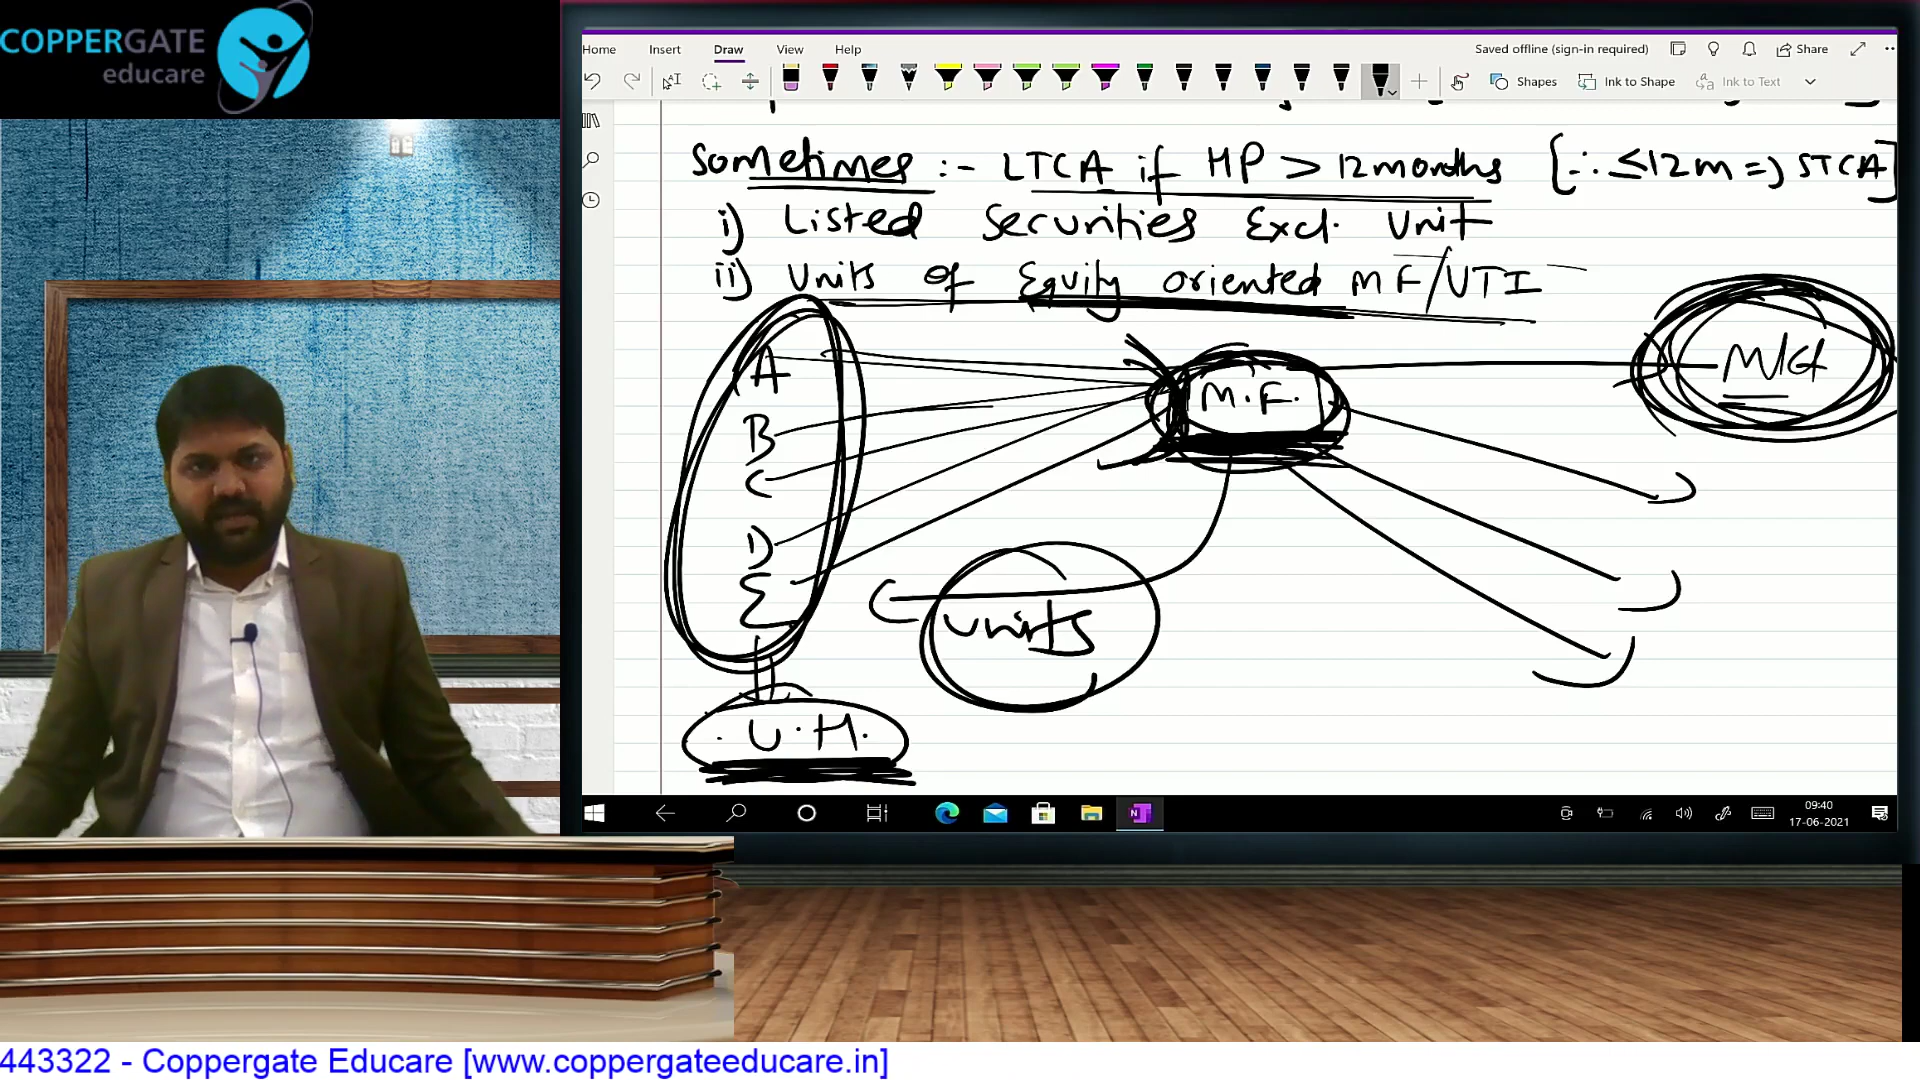 COPPERGATE
educare
Home Insert Draw View Help
Saved offline (sign-in required)
Share
Shapes
Ink to Shape
Ink to Text
Sometimes :- LTCA if HP > 12 months [∴ ≤12m => STCA]
i) Listed Securities Excl. Unit
ii) Units of Equity oriented MF/UTI
A
B
C
D
E
M.F.
units
U.H.
09:40
17-06-2021
443322 - Coppergate Educare [www.coppergateeducare.in]